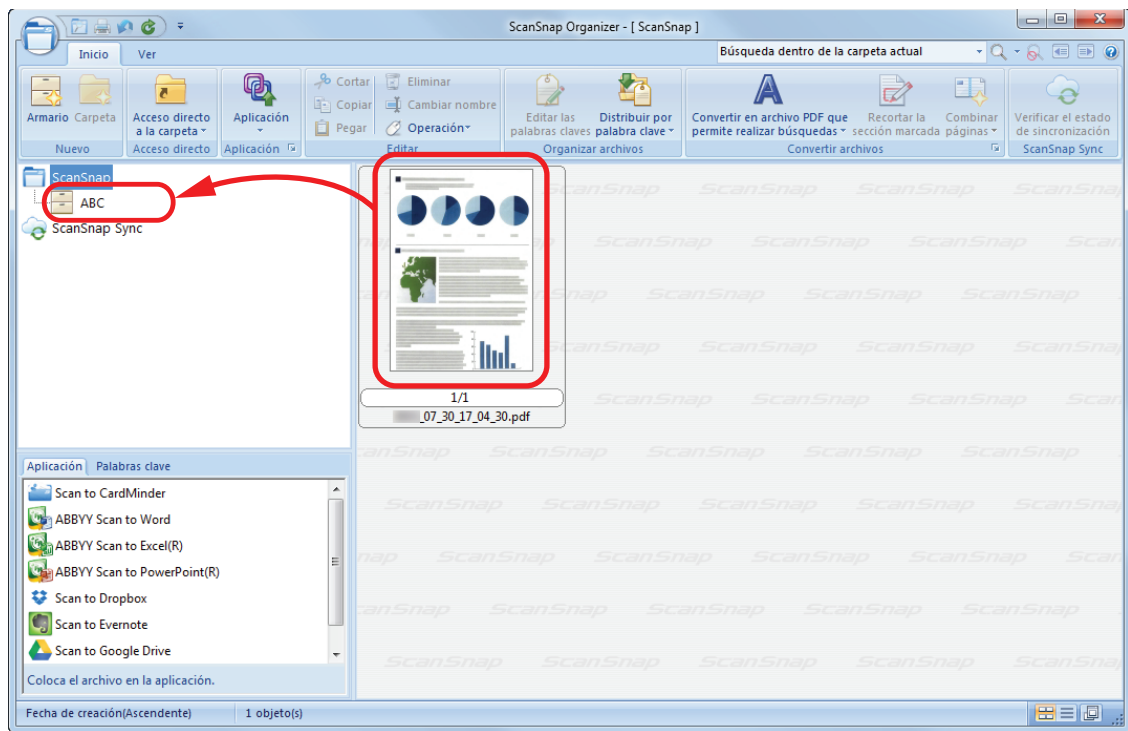 ScanSnap Organizer - [ ScanSnap ]
Inicio
Ver
Búsqueda dentro de la carpeta actual
Armario
Carpeta
Nuevo
Acceso directo
a la carpeta
Acceso directo
Aplicación
Aplicación
Cortar
Copiar
Pegar
Eliminar
Cambiar nombre
Operación
Editar
Editar las
palabras claves
Distribuir por
palabra clave
Organizar archivos
Convertir en archivo PDF que
permite realizar búsquedas
Recortar la
sección marcada
Combinar
páginas
Convertir archivos
Verificar el estado
de sincronización
ScanSnap Sync
ScanSnap
ABC
ScanSnap Sync
1/1
_07_30_17_04_30.pdf
Aplicación
Palabras clave
Scan to CardMinder
ABBYY Scan to Word
ABBYY Scan to Excel(R)
ABBYY Scan to PowerPoint(R)
Scan to Dropbox
Scan to Evernote
Scan to Google Drive
Coloca el archivo en la aplicación.
Fecha de creación(Ascendente)
1 objeto(s)